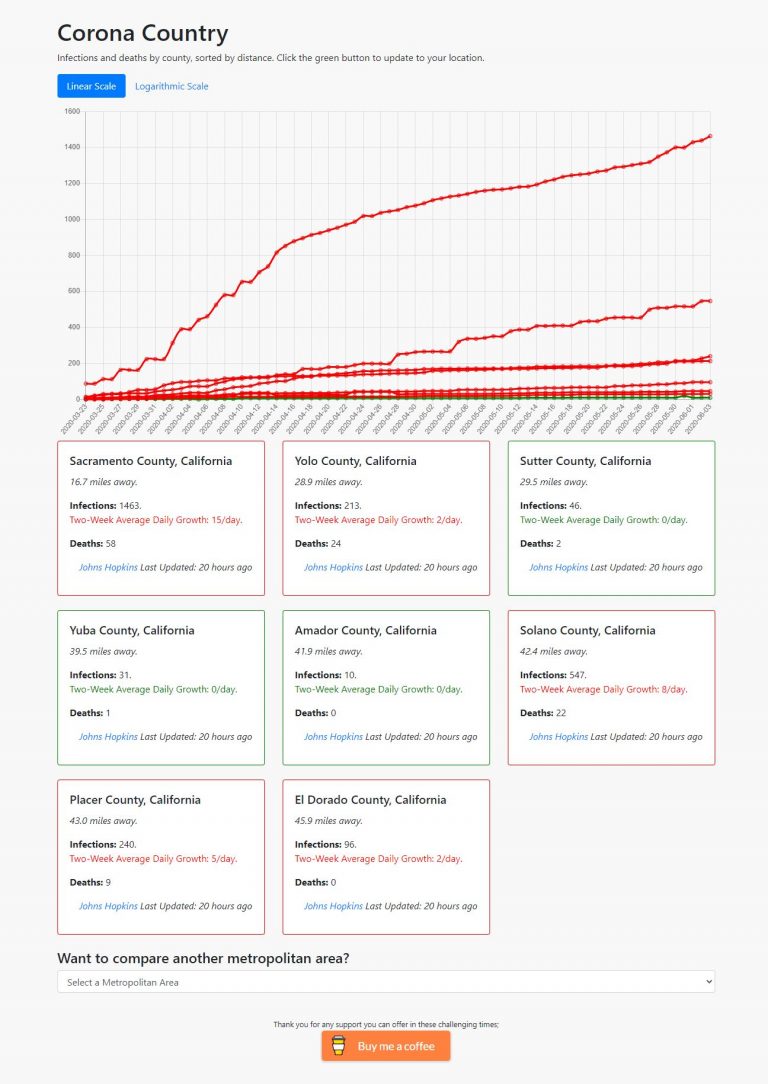 Corona Country
Infections and deaths by county, sorted by distance. Click the green button to update to your location.
Linear Scale Logarithmic Scale
1600
1400
1200
1000
800
600
400
200
0
2020-03-23 2020-03-25 2020-03-27 2020-03-29 2020-03-31 2020-04-02 2020-04-04 2020-04-06 2020-04-08 2020-04-10 2020-04-12 2020-04-14 2020-04-16 2020-04-18 2020-04-20 2020-04-22 2020-04-24 2020-04-26 2020-04-28 2020-04-30 2020-05-02 2020-05-04 2020-05-06 2020-05-08 2020-05-10 2020-05-12 2020-05-14 2020-05-16 2020-05-18 2020-05-20 2020-05-22 2020-05-24 2020-05-26 2020-05-28 2020-05-30 2020-06-01 2020-06-03
Sacramento County, California
16.7 miles away.
Infections: 1463.
Two-Week Average Daily Growth: 15/day.
Deaths: 58
Johns Hopkins Last Updated: 20 hours ago
Yolo County, California
28.9 miles away.
Infections: 213.
Two-Week Average Daily Growth: 2/day.
Deaths: 24
Johns Hopkins Last Updated: 20 hours ago
Sutter County, California
29.5 miles away.
Infections: 46.
Two-Week Average Daily Growth: 0/day.
Deaths: 2
Johns Hopkins Last Updated: 20 hours ago
Yuba County, California
39.5 miles away.
Infections: 31.
Two-Week Average Daily Growth: 0/day.
Deaths: 1
Johns Hopkins Last Updated: 20 hours ago
Amador County, California
41.9 miles away.
Infections: 10.
Two-Week Average Daily Growth: 0/day.
Deaths: 0
Johns Hopkins Last Updated: 20 hours ago
Solano County, California
42.4 miles away.
Infections: 547.
Two-Week Average Daily Growth: 8/day.
Deaths: 22
Johns Hopkins Last Updated: 20 hours ago
Placer County, California
43.0 miles away.
Infections: 240.
Two-Week Average Daily Growth: 5/day.
Deaths: 9
Johns Hopkins Last Updated: 20 hours ago
El Dorado County, California
45.9 miles away.
Infections: 96.
Two-Week Average Daily Growth: 2/day.
Deaths: 0
Johns Hopkins Last Updated: 20 hours ago
Want to compare another metropolitan area?
Select a Metropolitan Area
Thank you for any support you can offer in these challenging times;
Buy me a coffee